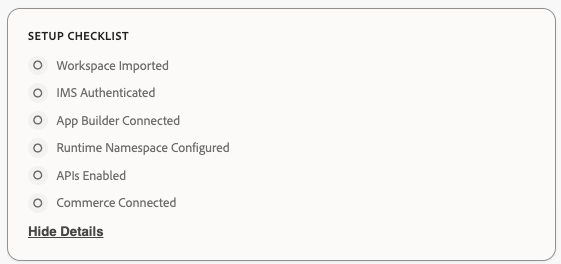 SETUP CHECKLIST
Workspace Imported
IMS Authenticated
App Builder Connected
Runtime Namespace Configured
APIs Enabled
Commerce Connected
Hide Details